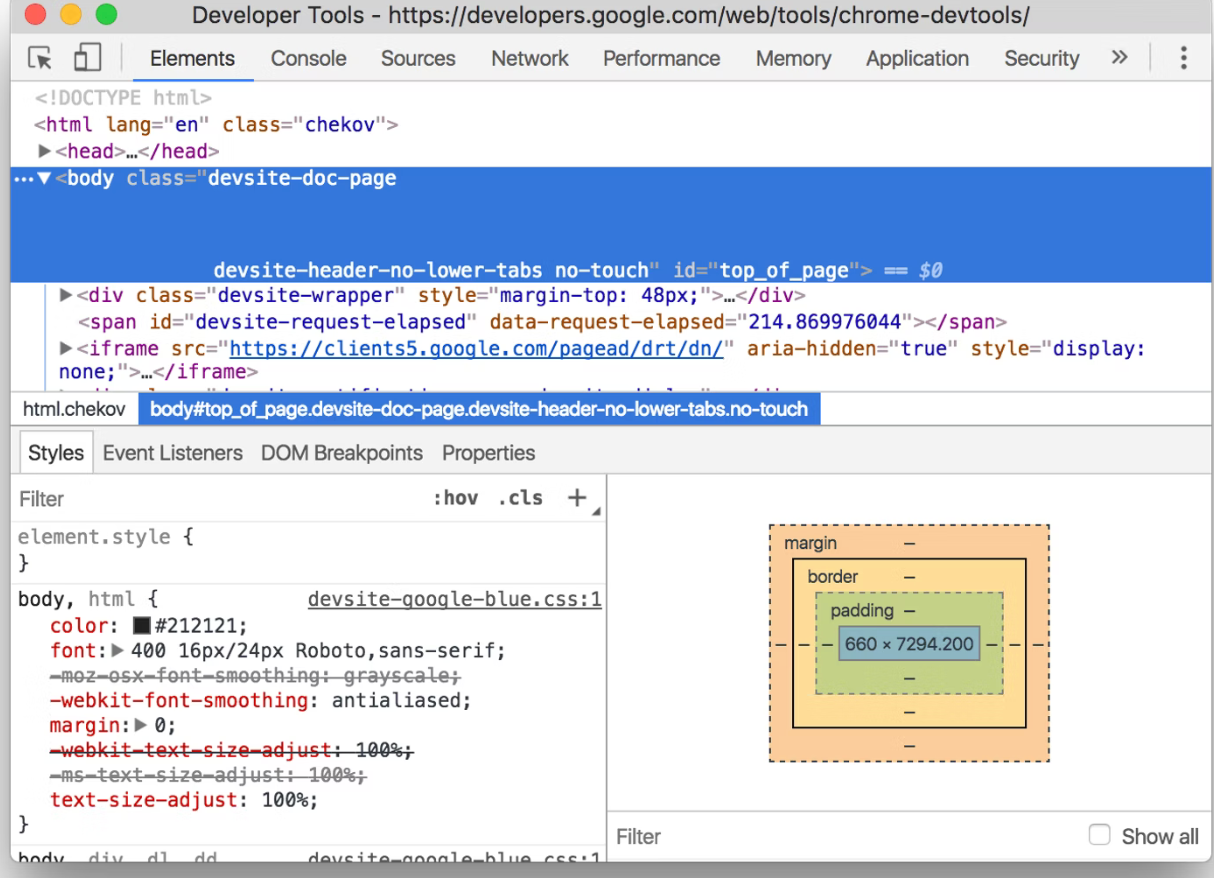 Developer Tools - https://developers.google.com/web/tools/chrome-devtools/
Elements Console Sources Network Performance Memory Application Security »
<!DOCTYPE html>
<html lang="en" class="chekov">
▶<head>…</head>
…▼<body class="devsite-doc-page
devsite-header-no-lower-tabs no-touch" id="top_of_page"> == $0
▶<div class="devsite-wrapper" style="margin-top: 48px;">…</div>
<span id="devsite-request-elapsed" data-request-elapsed="214.869976044"></span>
▶<iframe src="https://clients5.google.com/pagead/drt/dn/" aria-hidden="true" style="display:
none;">…</iframe>
html.chekov body#top_of_page.devsite-doc-page.devsite-header-no-lower-tabs.no-touch
Styles Event Listeners DOM Breakpoints Properties
Filter :hov .cls +
element.style {
}
body, html { devsite-google-blue.css:1
color: #212121;
font:▶ 400 16px/24px Roboto,sans-serif;
-moz-osx-font-smoothing: grayscale;
-webkit-font-smoothing: antialiased;
margin:▶ 0;
-webkit-text-size-adjust: 100%;
-ms-text-size-adjust: 100%;
text-size-adjust: 100%;
}
body, div, dl, dd, devsite-google-blue.css:1
margin –
border –
padding –
– – – 660 × 7294.200 – – –
–
–
–
Filter Show all